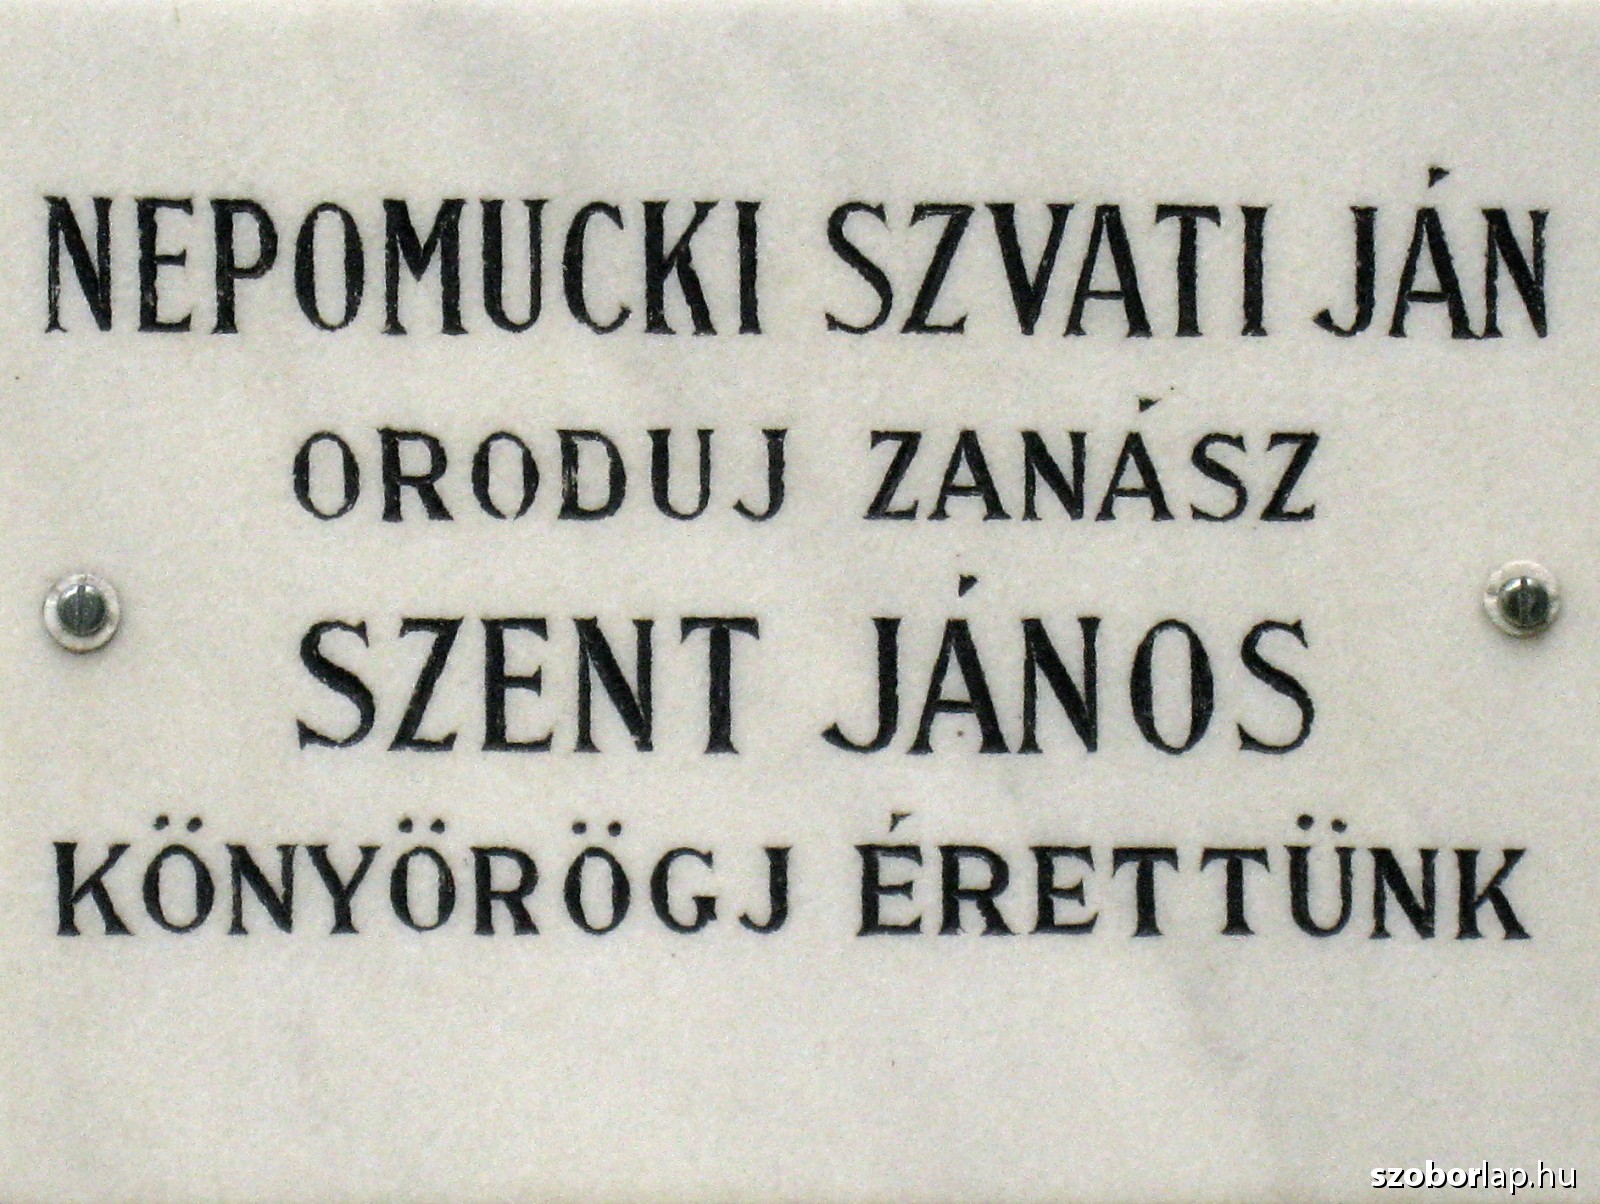 NEPOMUCKI SZVATI JÁN
ORODUJ ZANÁSZ
SZENT JÁNOS
KÖNYÖRÖGJ ÉRETTÜNK
szoborlap.hu